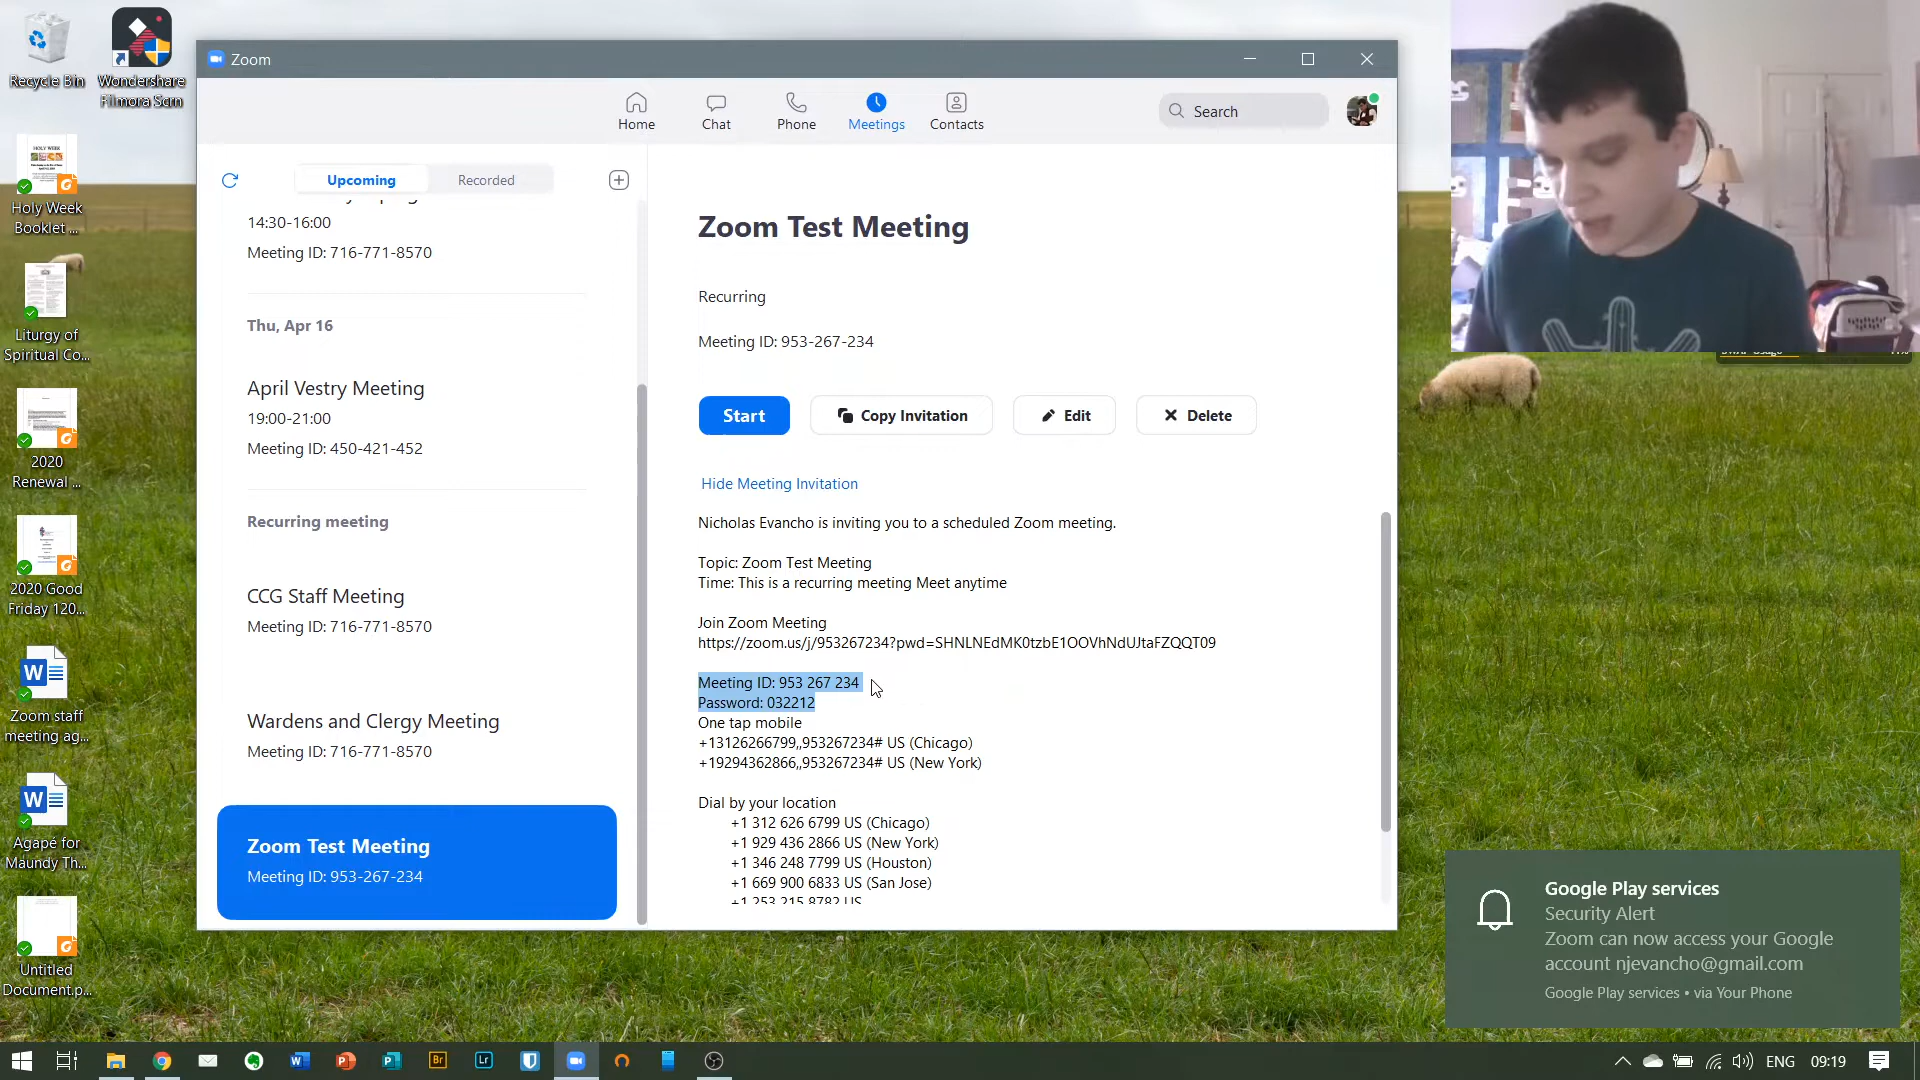 Recycle Bin
Wondershare
Filmora Scrn
HOLY WEEK
Holy Week
Booklet ...
Liturgy of
Spiritual Co...
2020
Renewal ...
2020 Good
Friday 120...
Zoom staff
meeting ag...
Agapé for
Maundy Th...
Untitled
Document.p...
Zoom
Home
Chat
Phone
Meetings
Contacts
Search
Upcoming
Recorded
14:30-16:00
Meeting ID: 716-771-8570
Thu, Apr 16
April Vestry Meeting
19:00-21:00
Meeting ID: 450-421-452
Recurring meeting
CCG Staff Meeting
Meeting ID: 716-771-8570
Wardens and Clergy Meeting
Meeting ID: 716-771-8570
Zoom Test Meeting
Meeting ID: 953-267-234
Zoom Test Meeting
Recurring
Meeting ID: 953-267-234
Start
Copy Invitation
Edit
Delete
Hide Meeting Invitation
Nicholas Evancho is inviting you to a scheduled Zoom meeting.
Topic: Zoom Test Meeting
Time: This is a recurring meeting Meet anytime
Join Zoom Meeting
https://zoom.us/j/953267234?pwd=SHNLNEdMK0tzbE1OOVhNdUJtaFZQQT09
Meeting ID: 953 267 234
Password: 032212
One tap mobile
+13126266799,,953267234# US (Chicago)
+19294362866,,953267234# US (New York)
Dial by your location
+1 312 626 6799 US (Chicago)
+1 929 436 2866 US (New York)
+1 346 248 7799 US (Houston)
+1 669 900 6833 US (San Jose)
+1 253 215 8782 US
Google Play services
Security Alert
Zoom can now access your Google
account njevancho@gmail.com
Google Play services • via Your Phone
ENG
09:19